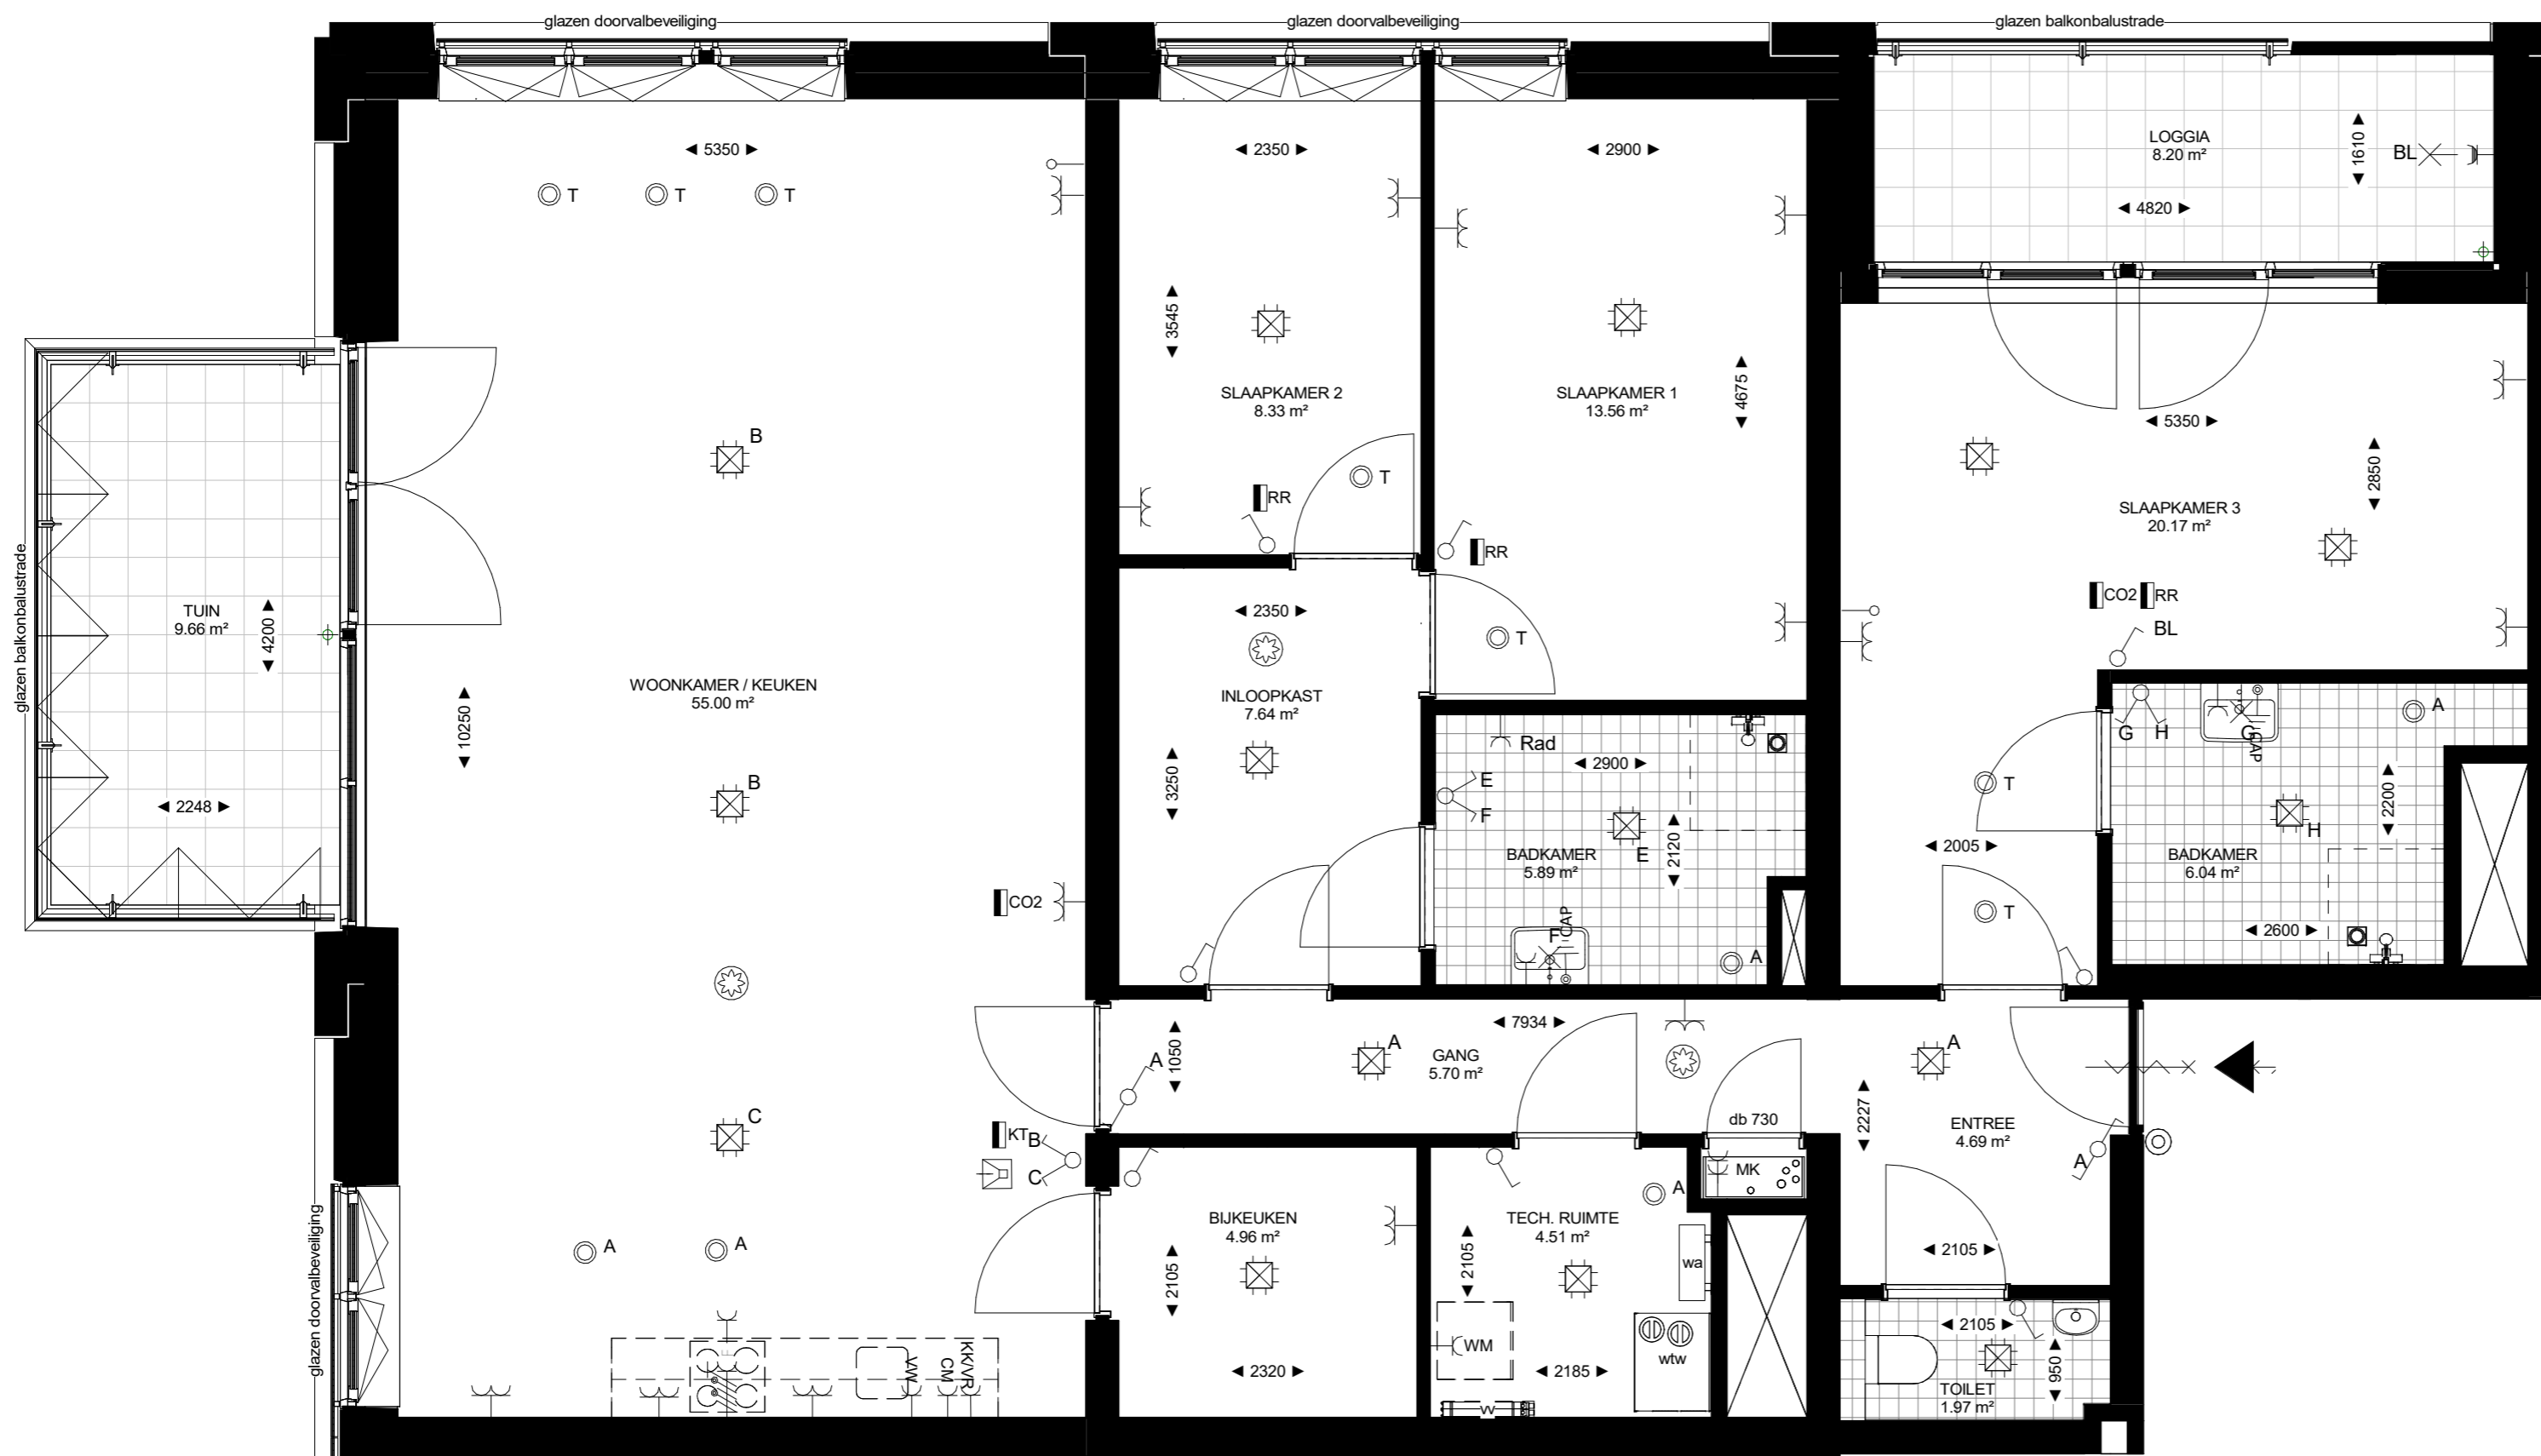 glazen doorvalbeveiliging
glazen doorvalbeveiliging
glazen balkonbalustrade
5350
T
T
T
2350
2900
LOGGIA
8.20 m²
1610
BL
4820
3545
SLAAPKAMER 2
8.33 m²
T
RR
SLAAPKAMER 1
13.56 m²
4675
RR
T
5350
2850
SLAAPKAMER 3
20.17 m²
CO2
RR
BL
glazen balkonbalustrade
TUIN
9.66 m²
4200
2248
B
WOONKAMER / KEUKEN
55.00 m²
10250
B
CO2
2350
INLOOPKAST
7.64 m²
3250
Rad
2900
E
F
E
2120
BADKAMER
5.89 m²
CAP
F
A
G
H
G
CAP
A
T
2200
H
2005
BADKAMER
6.04 m²
T
2600
7934
A
1050
A
GANG
5.70 m²
A
db 730
2227
ENTREE
4.69 m²
A
C
KT
B
C
MK
A
A
A
glazen doorvalbeveiliging
BIJKEUKEN
4.96 m²
2105
2320
TECH. RUIMTE
4.51 m²
2105
wa
WM
2185
wtw
VV
2105
2105
950
TOILET
1.97 m²
VW
CM
KK/VR